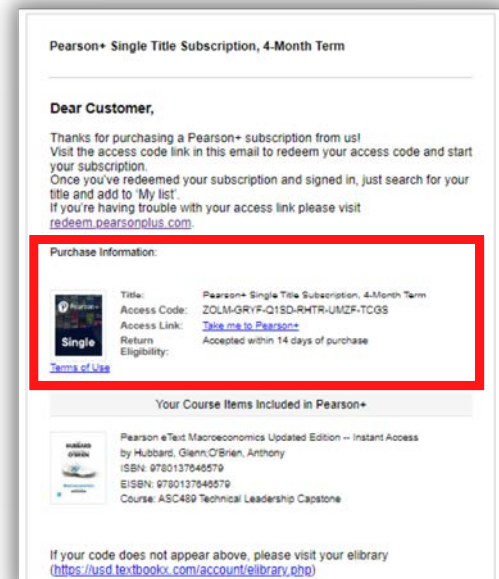 Pearson+ Single Title Subscription, 4-Month Term
Dear Customer,
Thanks for purchasing a Pearson+ subscription from us!
Visit the access code link in this email to redeem your access code and start
your subscription.
Once you've redeemed your subscription and signed in, just search for your
title and add to 'My list'.
If you're having trouble with your access link please visit
redeem.pearsonplus.com.
Purchase Information:
Pearson+
Single
Terms of Use
Title: Pearson+ Single Title Subscription, 4-Month Term
Access Code: ZOLM-GRYF-Q1SD-RHTR-UMZF-TCGS
Access Link: Take me to Pearson+
Return Eligibility: Accepted within 14 days of purchase
Your Course Items Included in Pearson+
HUBBARD
O'BRIEN
Pearson eText Macroeconomics Updated Edition -- Instant Access
by Hubbard, Glenn;O'Brien, Anthony
ISBN: 9780137646579
EISBN: 9780137646579
Course: ASC489 Technical Leadership Capstone
If your code does not appear above, please visit your elibrary
(https://usd.textbookx.com/account/elibrary.php)